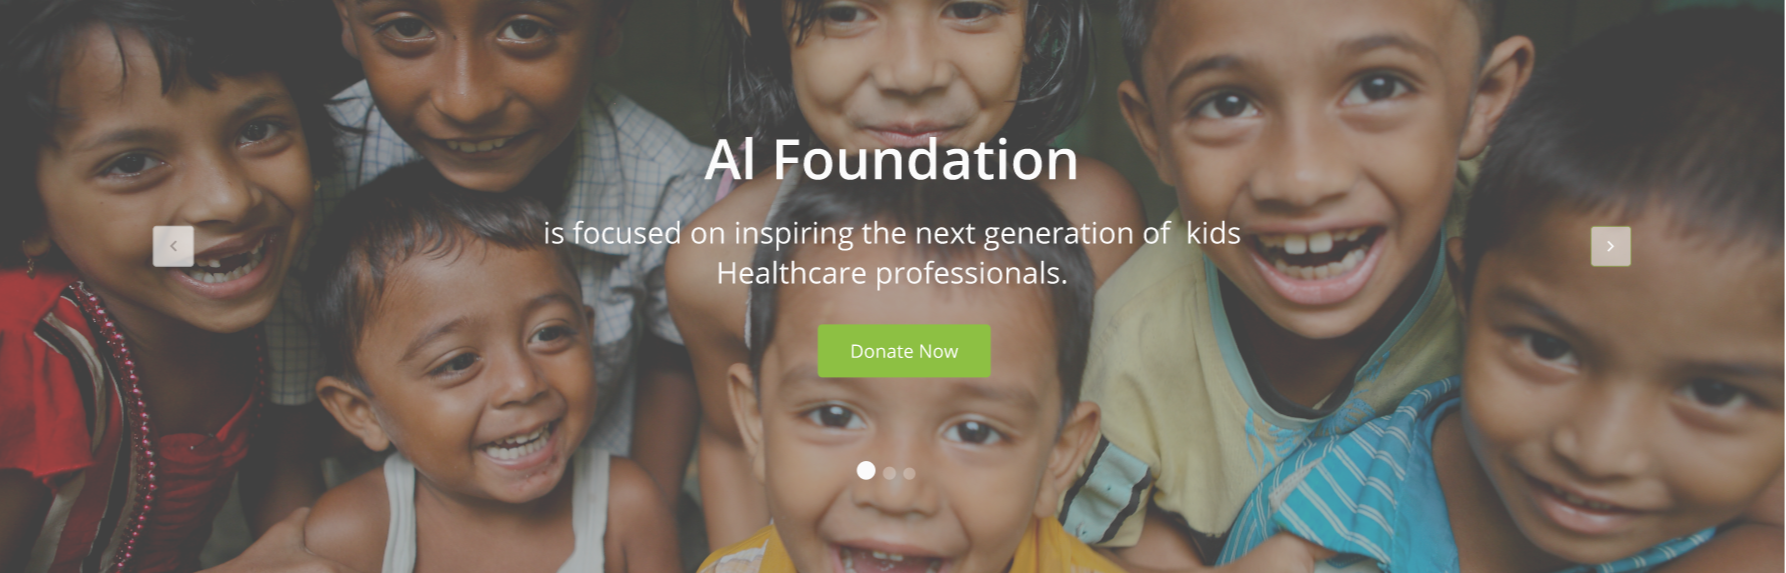 Al Foundation
is focused on inspiring the next generation of  kids
Healthcare professionals.
Donate Now